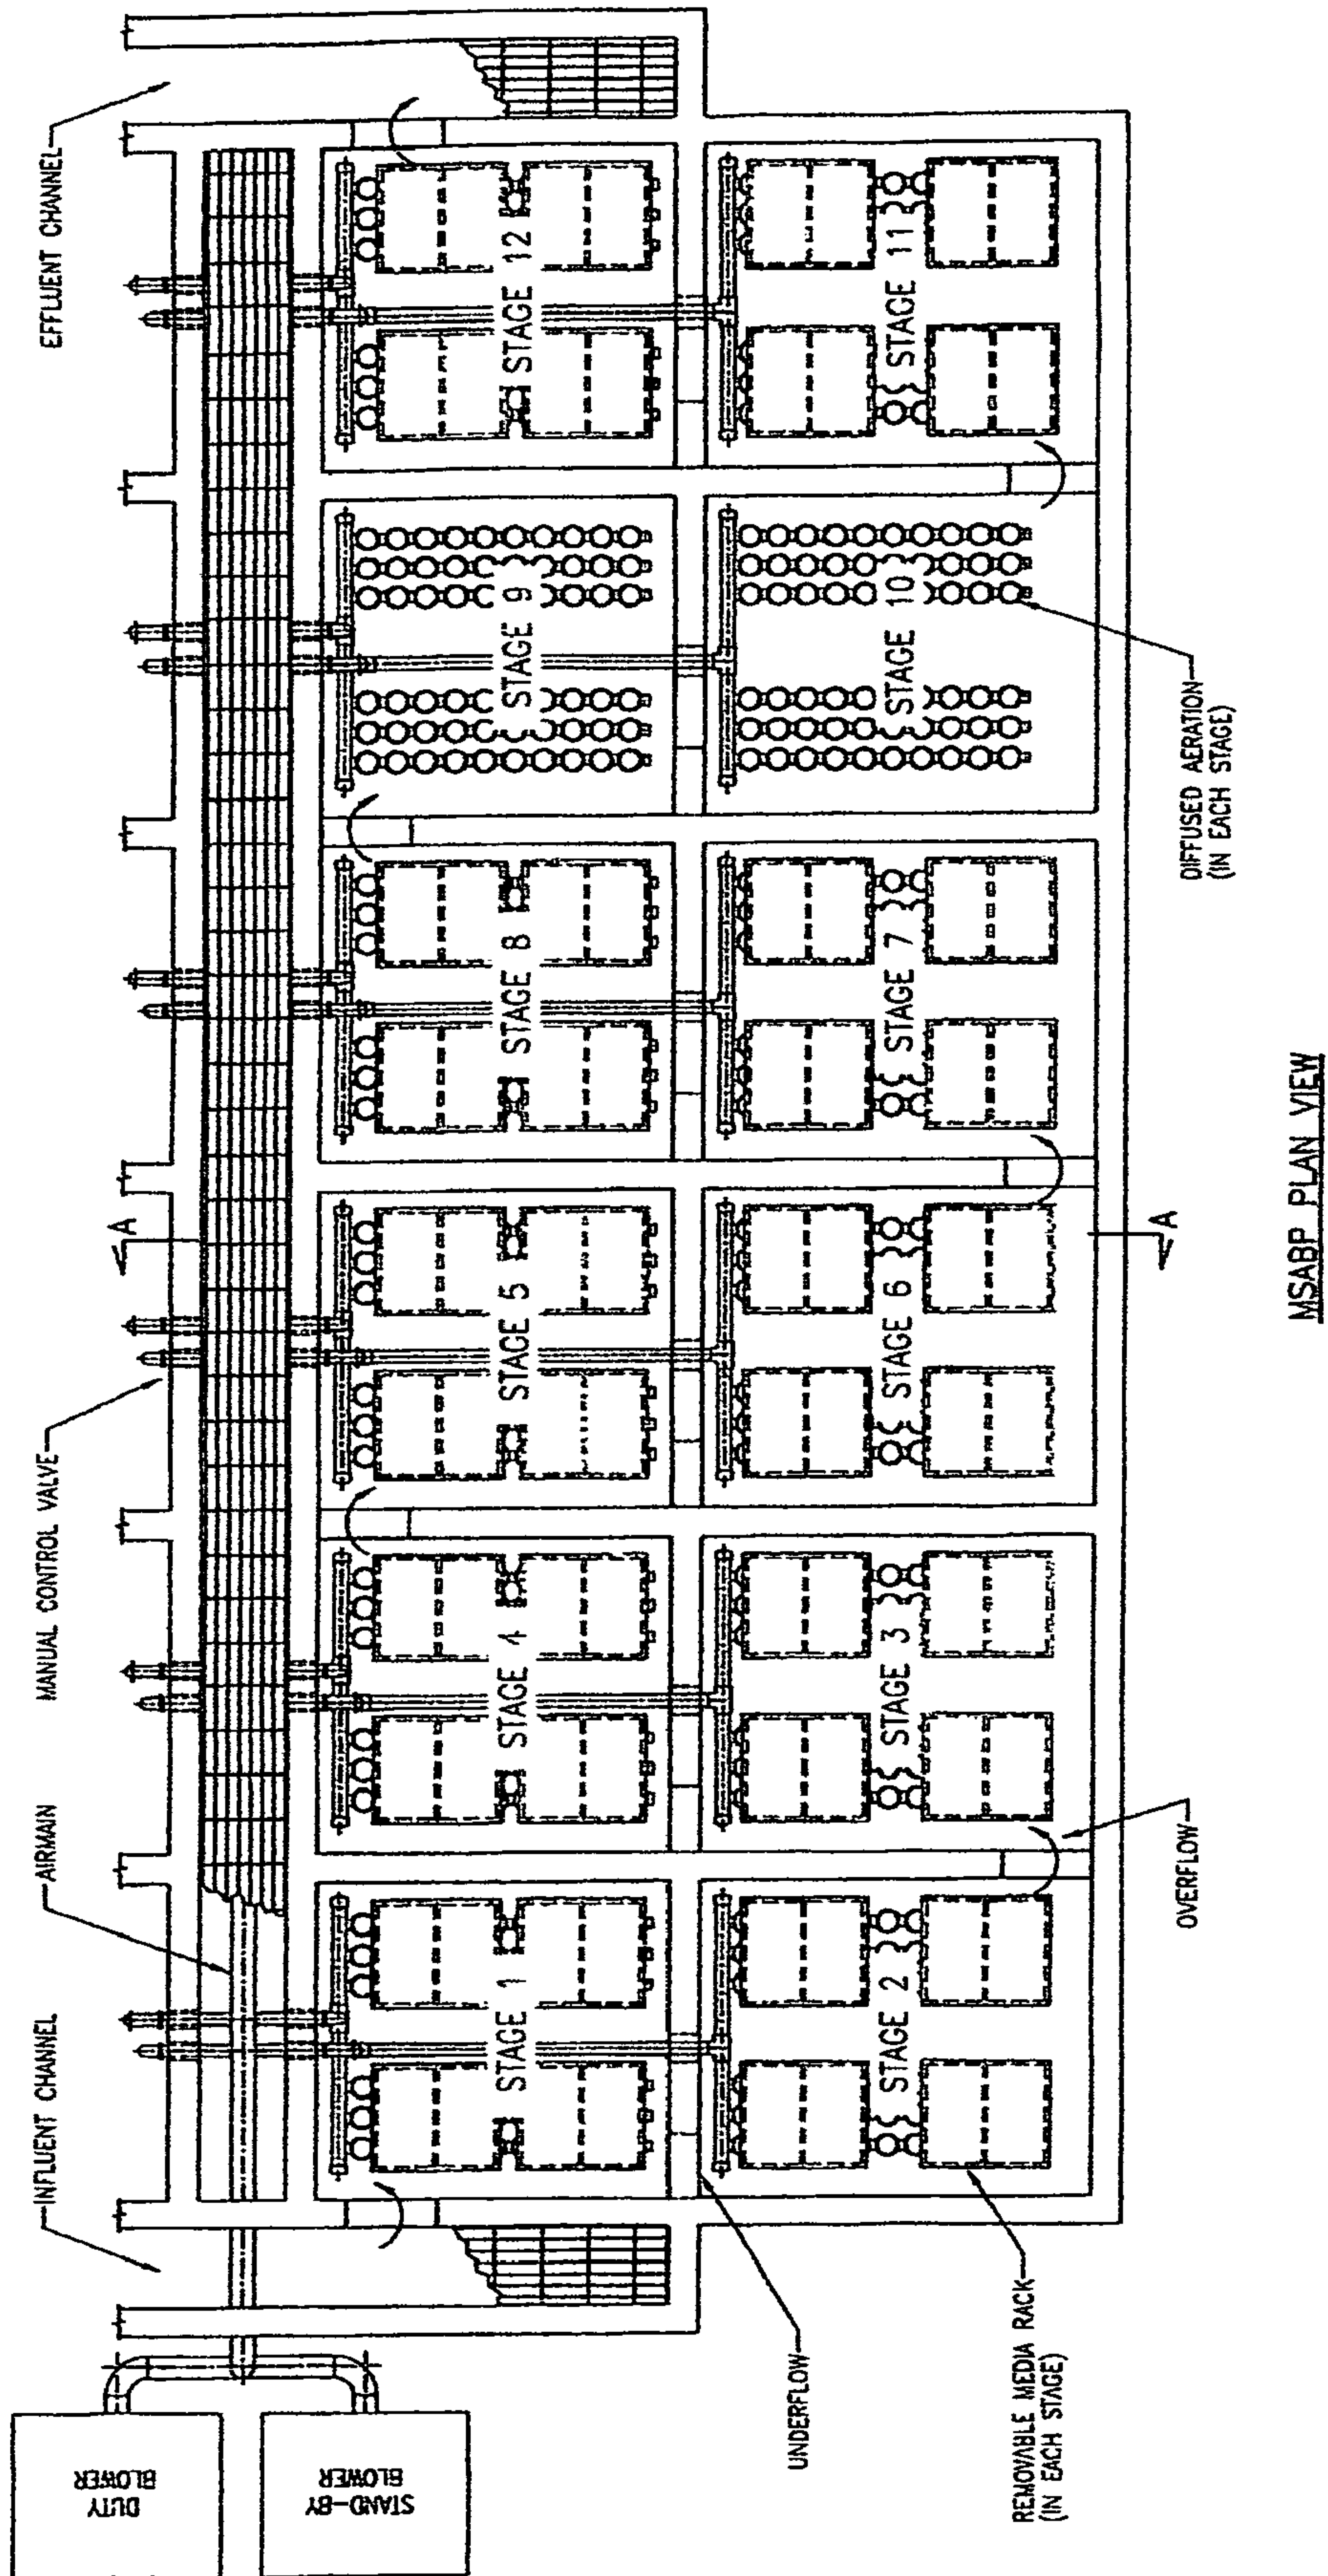 DUTY
BLOWER
STAND-BY
BLOWER
INFLUENT CHANNEL
AIRMAIN
MANUAL CONTROL VALVE
EFFLUENT CHANNEL
A
STAGE 1
STAGE 4
STAGE 5
STAGE 8
STAGE 9
STAGE 12
STAGE 2
STAGE 3
STAGE 6
STAGE 7
STAGE 10
STAGE 11
A
UNDERFLOW
REMOVABLE MEDIA RACK
(IN EACH STAGE)
OVERFLOW
DIFFUSED AERATION
(IN EACH STAGE)
MSABP PLAN VIEW